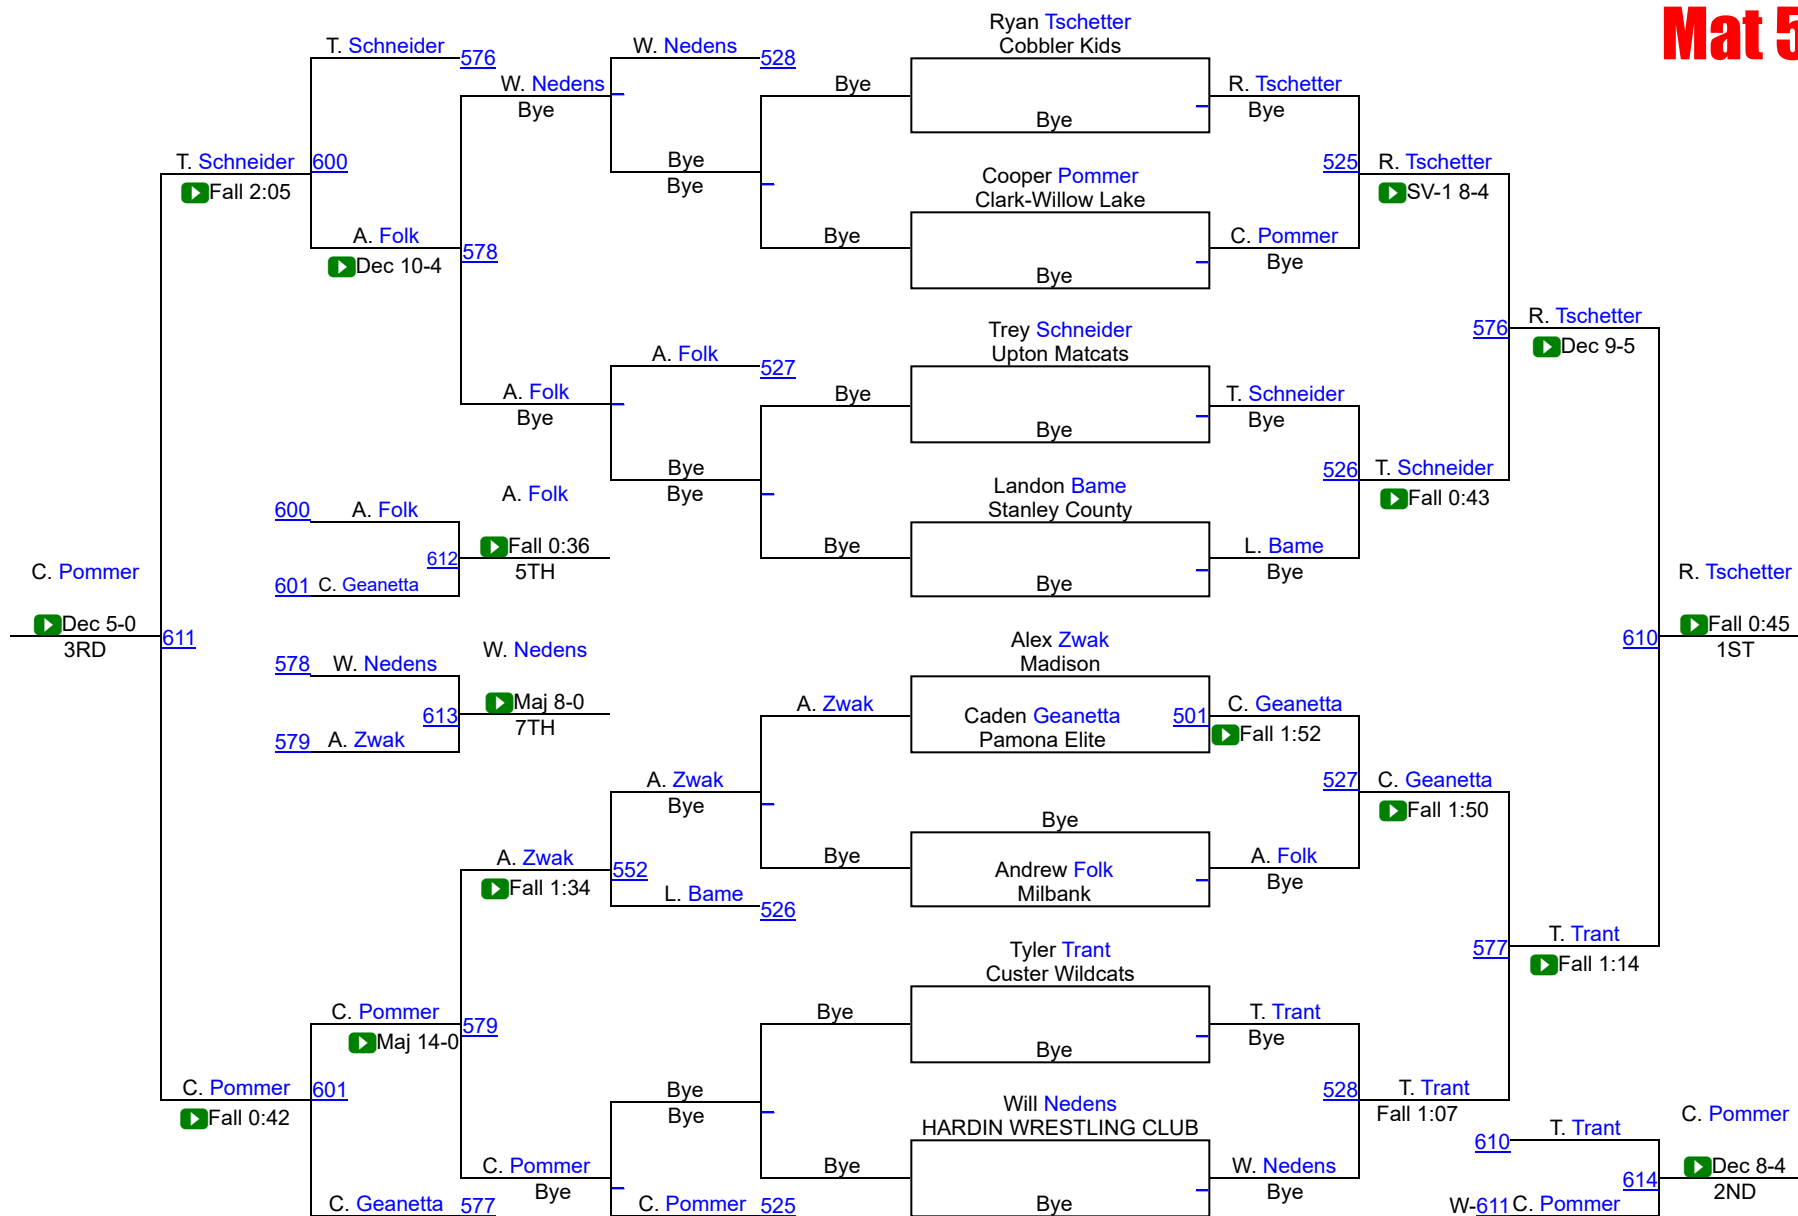 Mat 5
Ryan Tschetter
Cobbler Kids
T. Schneider 576
W. Nedens 528
W. Nedens
Bye
Bye
R. Tschetter
Bye
Bye
T. Schneider 600
Fall 2:05
Bye
Bye
Cooper Pommer
Clark-Willow Lake
525 R. Tschetter
SV-1 8-4
A. Folk
Dec 10-4
578
Bye
C. Pommer
Bye
Bye
Trey Schneider
Upton Matcats
576 R. Tschetter
Dec 9-5
A. Folk 527
A. Folk
Bye
Bye
T. Schneider
Bye
Bye
Bye
Bye
526 T. Schneider
Fall 0:43
Landon Bame
Stanley County
600 A. Folk
A. Folk
612
Fall 0:36
5TH
601 C. Geanetta
Bye
L. Bame
Bye
Bye
C. Pommer
Dec 5-0
3RD
611
R. Tschetter
610
Fall 0:45
1ST
Alex Zwak
Madison
578 W. Nedens
W. Nedens
613
Maj 8-0
7TH
579 A. Zwak
A. Zwak
Caden Geanetta
Pamona Elite
501 C. Geanetta
Fall 1:52
A. Zwak
Bye
527 C. Geanetta
Fall 1:50
Bye
A. Zwak
Fall 1:34
552
Bye
Andrew Folk
Milbank
A. Folk
Bye
L. Bame 526
577 T. Trant
Fall 1:14
Tyler Trant
Custer Wildcats
C. Pommer
Maj 14-0
579
Bye
T. Trant
Bye
Bye
C. Pommer 601
Fall 0:42
Bye
Bye
528 T. Trant
Fall 1:07
Will Nedens
HARDIN WRESTLING CLUB
C. Pommer
610 T. Trant
614
Dec 8-4
2ND
C. Pommer
Bye
Bye
W. Nedens
Bye
Bye
C. Geanetta 577
C. Pommer 525
W-611 C. Pommer